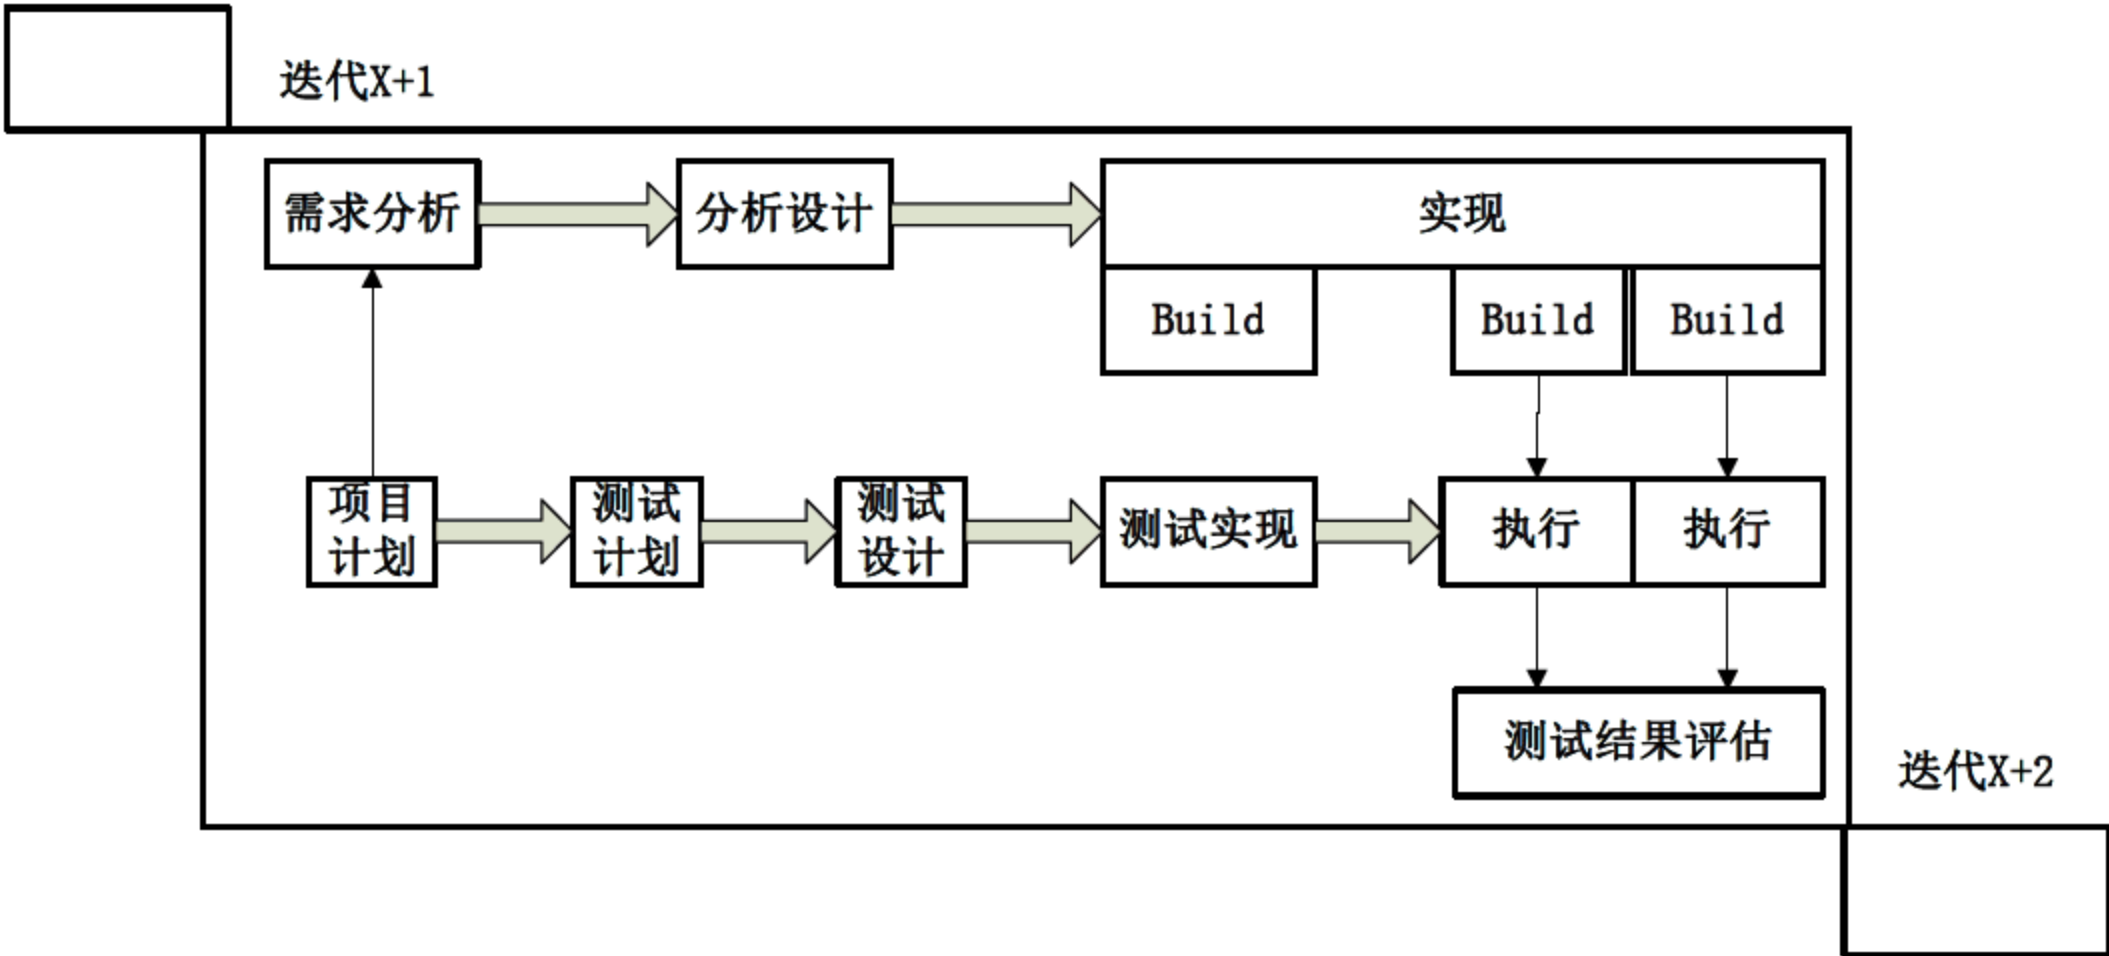 迭代X+1
需求分析
分析设计
实现
Build
Build
Build
项目
计划
测试
计划
测试
设计
测试实现
执行
执行
测试结果评估
迭代X+2